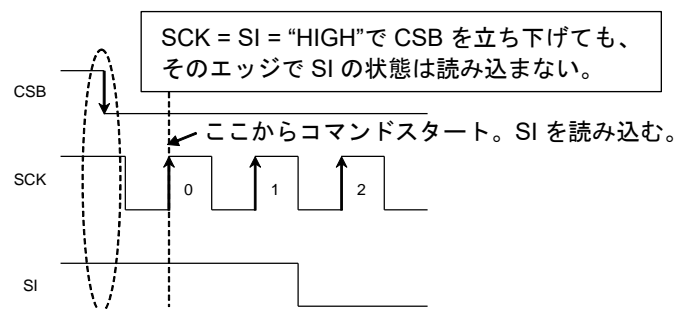 SCK = SI = “HIGH”で CSB を立ち下げても、
そのエッジで SI の状態は読み込まない。
CSB
ここからコマンドスタート。SI を読み込む。
SCK
0
1
2
SI